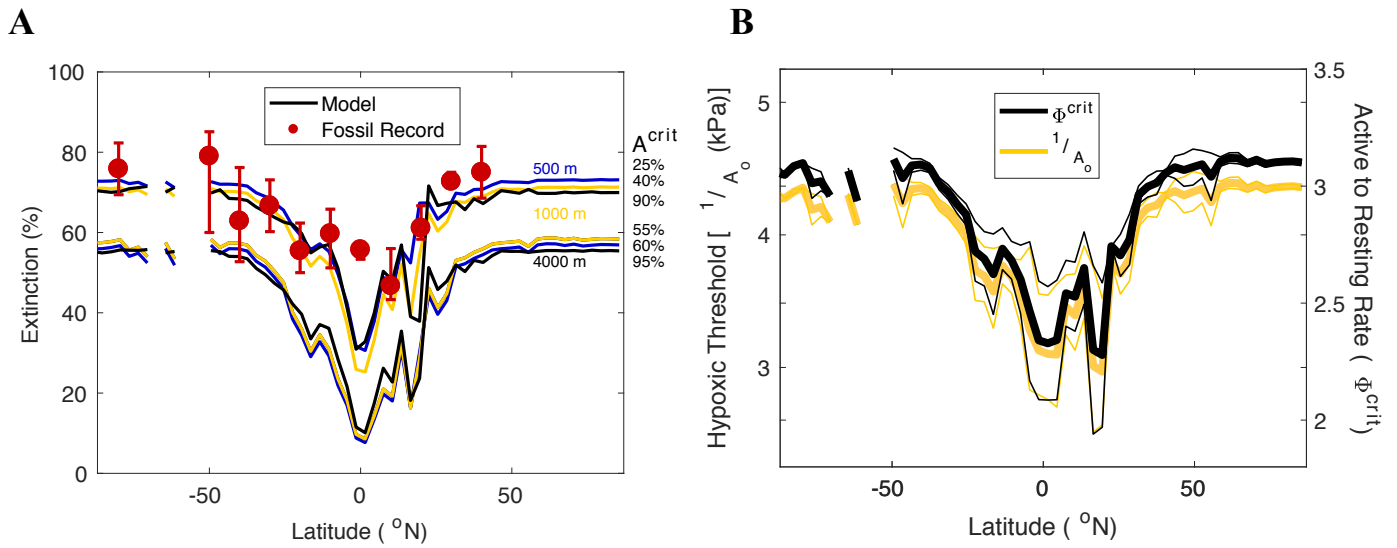 A
B
100
80
60
40
20
0
Extinction (%)
-50
0
50
Latitude ( °N)
Model
Fossil Record
A^crit
25%
40%
90%
55%
60%
95%
500 m
1000 m
4000 m
5
4
3
Hypoxic Threshold [ 1/A_o (kPa)]
-50
0
50
Latitude ( °N)
Φ^crit
1/A_o
3.5
3
2.5
2
Active to Resting Rate ( Φ^crit)